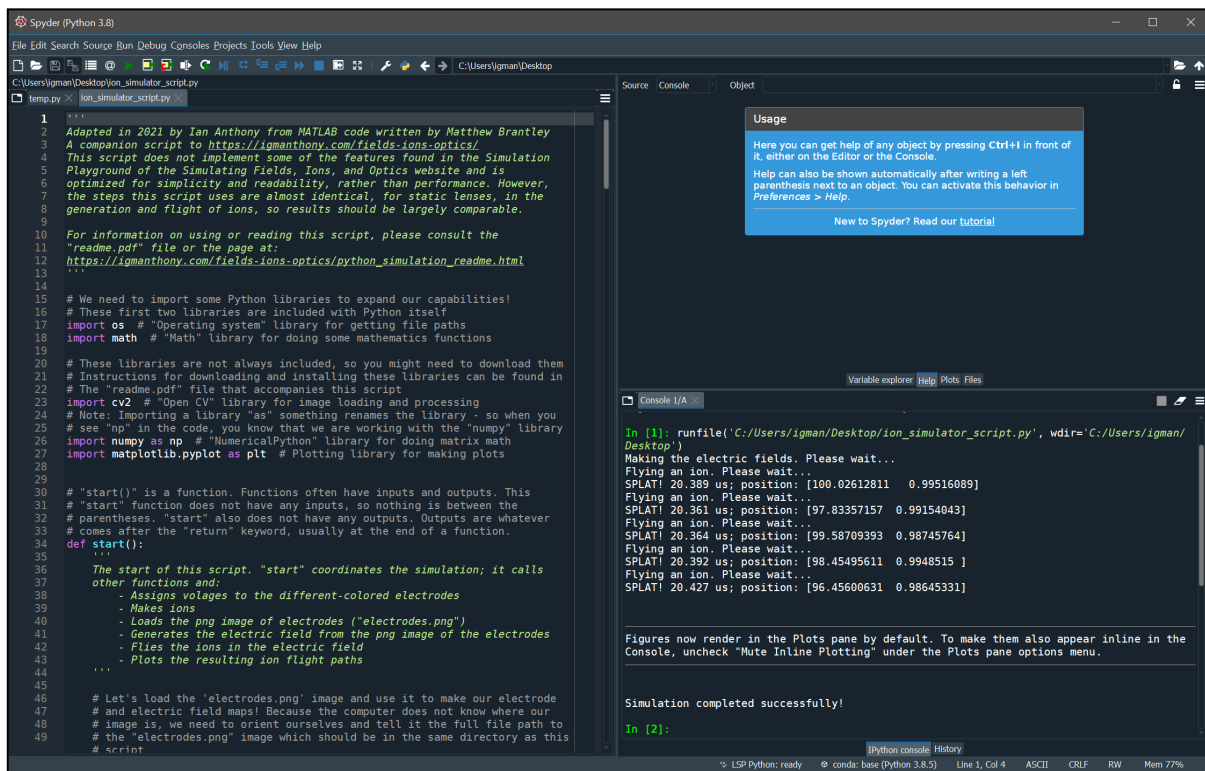 Spyder (Python 3.8)
File Edit Search Source Run Debug Consoles Projects Tools View Help
C:\Users\igman\Desktop
C:\Users\igman\Desktop\ion_simulator_script.py
temp.py
ion_simulator_script.py
1 '''
2 Adapted in 2021 by Ian Anthony from MATLAB code written by Matthew Brantley
3 A companion script to https://igmanthony.com/fields-ions-optics/
4 This script does not implement some of the features found in the Simulation
5 Playground of the Simulating Fields, Ions, and Optics website and is
6 optimized for simplicity and readability, rather than performance. However,
7 the steps this script uses are almost identical, for static lenses, in the
8 generation and flight of ions, so results should be largely comparable.
9
10 For information on using or reading this script, please consult the
11 "readme.pdf" file or the page at:
12 https://igmanthony.com/fields-ions-optics/python_simulation_readme.html
13 '''
14
15 # We need to import some Python libraries to expand our capabilities!
16 # These first two libraries are included with Python itself
17 import os  # "Operating system" library for getting file paths
18 import math  # "Math" library for doing some mathematics functions
19
20 # These libraries are not always included, so you might need to download them
21 # Instructions for downloading and installing these libraries can be found in
22 # The "readme.pdf" file that accompanies this script
23 import cv2  # "Open CV" library for image loading and processing
24 # Note: Importing a library "as" something renames the library - so when you
25 # see "np" in the code, you know that we are working with the "numpy" library
26 import numpy as np  # "NumericalPython" library for doing matrix math
27 import matplotlib.pyplot as plt  # Plotting library for making plots
28
29
30 # "start()" is a function. Functions often have inputs and outputs. This
31 # "start" function does not have any inputs, so nothing is between the
32 # parentheses. "start" also does not have any outputs. Outputs are whatever
33 # comes after the "return" keyword, usually at the end of a function.
34 def start():
35 '''
36 The start of this script. "start" coordinates the simulation; it calls
37 other functions and:
38 - Assigns volages to the different-colored electrodes
39 - Makes ions
40 - Loads the png image of electrodes ("electrodes.png")
41 - Generates the electric field from the png image of the electrodes
42 - Flies the ions in the electric field
43 - Plots the resulting ion flight paths
44 '''
45
46 # Let's load the 'electrodes.png' image and use it to make our electrode
47 # and electric field maps! Because the computer does not know where our
48 # image is, we need to orient ourselves and tell it the full file path to
49 # the "electrodes.png" image which should be in the same directory as this
# script
Source Console Object
Usage
Here you can get help of any object by pressing Ctrl+I in front of
it, either on the Editor or the Console.
Help can also be shown automatically after writing a left
parenthesis next to an object. You can activate this behavior in
Preferences > Help.
New to Spyder? Read our tutorial
Variable explorer Help Plots Files
Console 1/A
In [1]: runfile('C:/Users/igman/Desktop/ion_simulator_script.py', wdir='C:/Users/igman/
Desktop')
Making the electric fields. Please wait...
Flying an ion. Please wait...
SPLAT! 20.389 us; position: [100.02612811   0.99516089]
Flying an ion. Please wait...
SPLAT! 20.361 us; position: [97.83357157  0.99154043]
Flying an ion. Please wait...
SPLAT! 20.364 us; position: [99.58709393  0.98745764]
Flying an ion. Please wait...
SPLAT! 20.392 us; position: [98.45495611  0.9948515 ]
Flying an ion. Please wait...
SPLAT! 20.427 us; position: [96.45600631  0.98645331]
Figures now render in the Plots pane by default. To make them also appear inline in the
Console, uncheck "Mute Inline Plotting" under the Plots pane options menu.
Simulation completed successfully!
In [2]:
IPython console History
LSP Python: ready conda: base (Python 3.8.5) Line 1, Col 4 ASCII CRLF RW Mem 77%